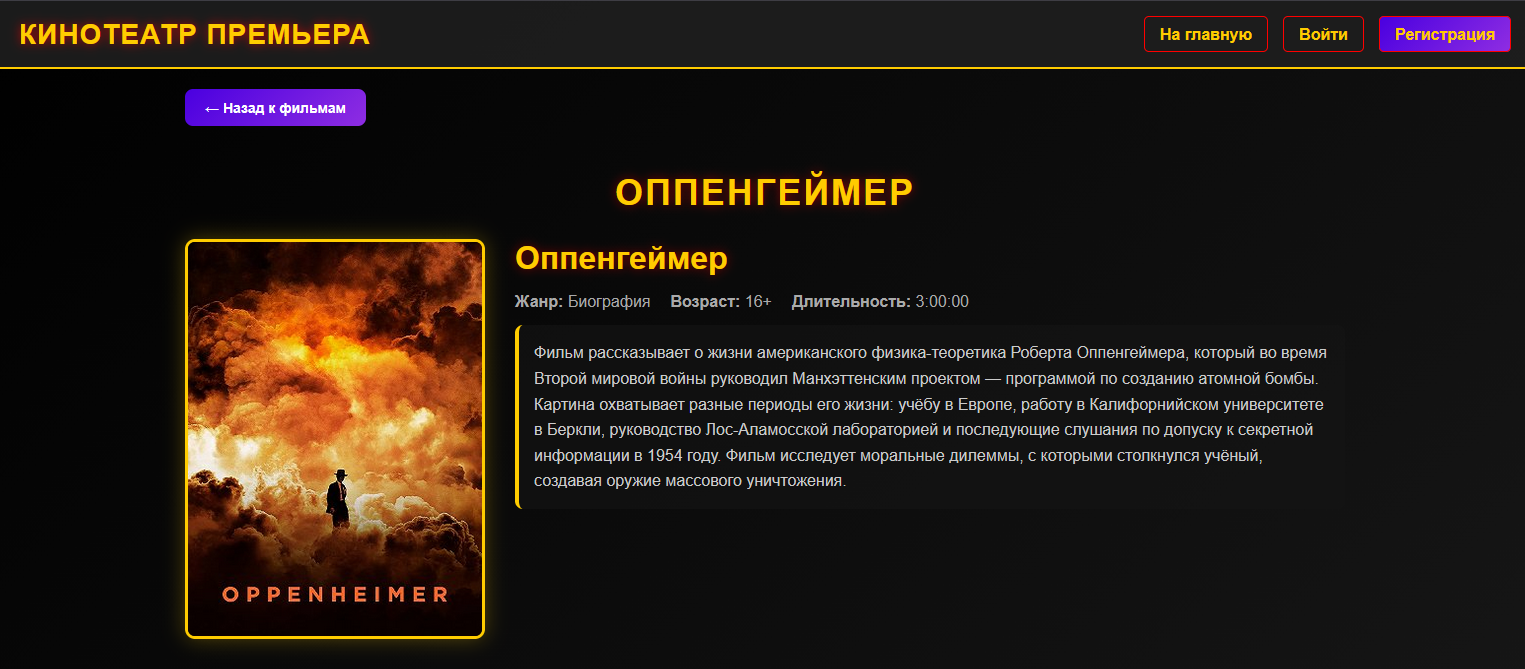 КИНОТЕАТР ПРЕМЬЕРА
На главную
Войти
Регистрация
← Назад к фильмам
ОППЕНГЕЙМЕР
Оппенгеймер
Жанр: Биография Возраст: 16+ Длительность: 3:00:00
Фильм рассказывает о жизни американского физика-теоретика Роберта Оппенгеймера, который во время
Второй мировой войны руководил Манхэттенским проектом — программой по созданию атомной бомбы.
Картина охватывает разные периоды его жизни: учёбу в Европе, работу в Калифорнийском университете
в Беркли, руководство Лос-Аламосской лабораторией и последующие слушания по допуску к секретной
информации в 1954 году. Фильм исследует моральные дилеммы, с которыми столкнулся учёный,
создавая оружие массового уничтожения.
OPPENHEIMER